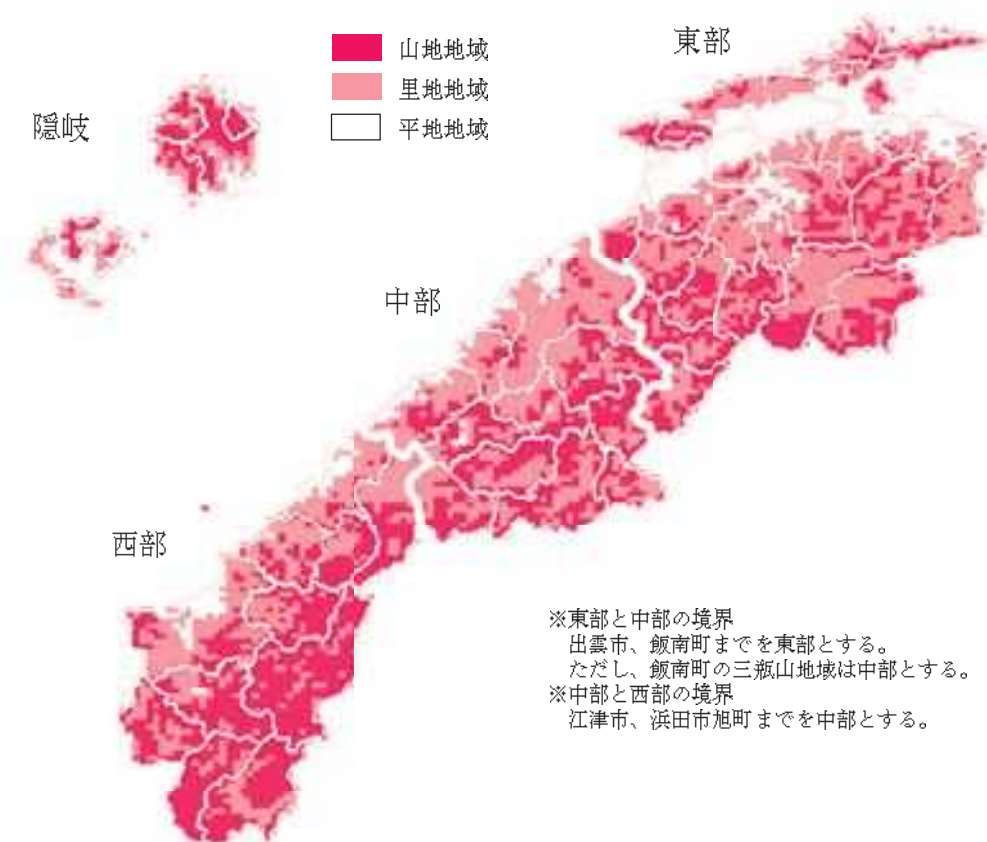 山地地域
里地地域
平地地域
東部
隠岐
中部
西部
※東部と中部の境界
出雲市、飯南町までを東部とする。
ただし、飯南町の三瓶山地域は中部とする。
※中部と西部の境界
江津市、浜田市旭町までを中部とする。